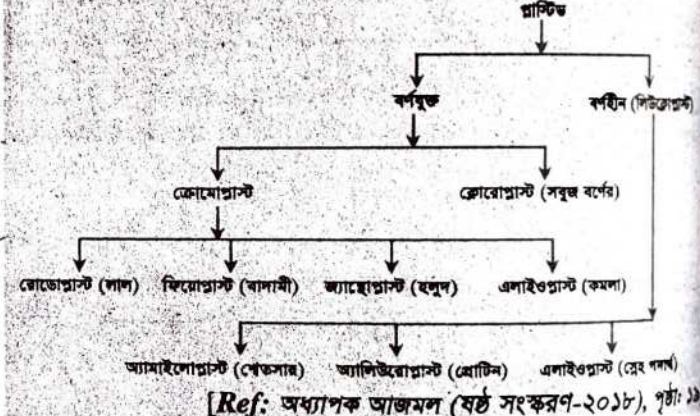 প্লাস্টিড
বর্ণযুক্ত বর্ণহীন (লিউকোপ্লাস্ট)
ক্রোমোপ্লাস্ট ক্লোরোপ্লাস্ট (সবুজ বর্ণের)
রোডোপ্লাস্ট (লাল) ফিয়োপ্লাস্ট (বাদামী) জ্যান্থোপ্লাস্ট (হলুদ) এলাইওপ্লাস্ট (কমলা)
অ্যামাইলোপ্লাস্ট (শ্বেতসার) অ্যালিউরোপ্লাস্ট (প্রোটিন) এলাইওপ্লাস্ট (স্নেহ পদার্থ)
[Ref: অধ্যাপক আজমল (ষষ্ঠ সংস্করণ-২০১৮), পৃষ্ঠা: